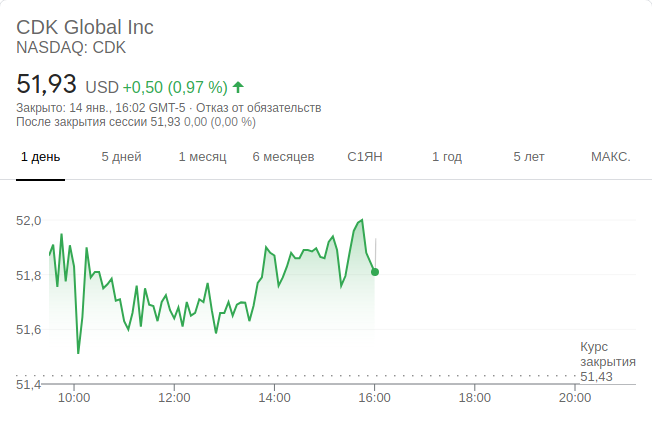 CDK Global Inc
NASDAQ: CDK
51,93 USD +0,50 (0,97 %)
Закрыто: 14 янв., 16:02 GMT-5 · Отказ от обязательств
После закрытия сессии 51,93 0,00 (0,00 %)
1 день 5 дней 1 месяц 6 месяцев С1ЯН 1 год 5 лет МАКС.
52,0
51,8
51,6
Курс
закрытия
51,43
51,4
10:00 12:00 14:00 16:00 18:00 20:00